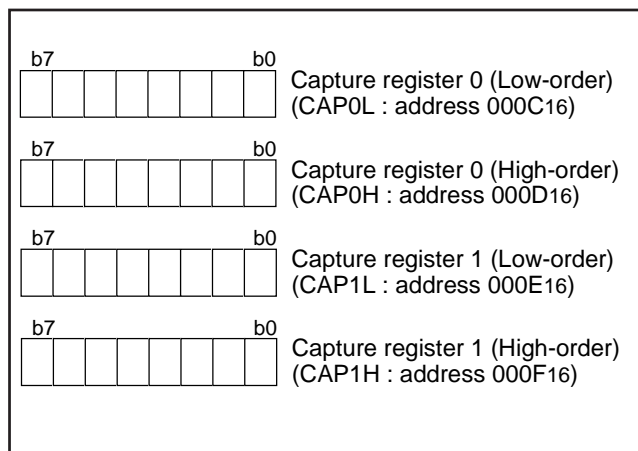 b7 b0
Capture register 0 (Low-order)
(CAP0L : address 000C16)
b7 b0
Capture register 0 (High-order)
(CAP0H : address 000D16)
b7 b0
Capture register 1 (Low-order)
(CAP1L : address 000E16)
b7 b0
Capture register 1 (High-order)
(CAP1H : address 000F16)